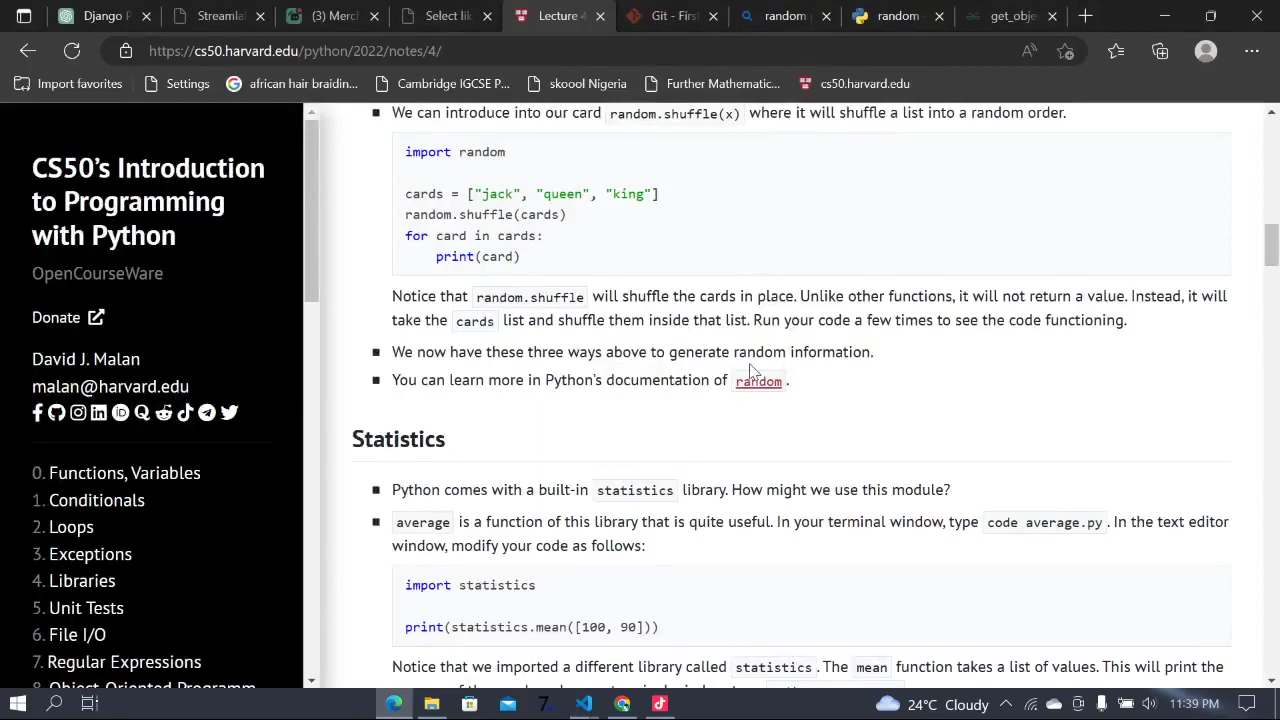 Django P
Streamlai
(3) Merch
Select lik
Lecture 4
Git - First
random
random
get_obje
https://cs50.harvard.edu/python/2022/notes/4/
Import favorites
Settings
african hair braidin...
Cambridge IGCSE P...
skoool Nigeria
Further Mathematic...
cs50.harvard.edu
CS50's Introduction
to Programming
with Python
OpenCourseWare
Donate
David J. Malan
malan@harvard.edu
0. Functions, Variables
1. Conditionals
2. Loops
3. Exceptions
4. Libraries
5. Unit Tests
6. File I/O
7. Regular Expressions
8. Object-Oriented Programm
We can introduce into our card random.shuffle(x) where it will shuffle a list into a random order.
import random
cards = ["jack", "queen", "king"]
random.shuffle(cards)
for card in cards:
print(card)
Notice that random.shuffle will shuffle the cards in place. Unlike other functions, it will not return a value. Instead, it will
take the cards list and shuffle them inside that list. Run your code a few times to see the code functioning.
We now have these three ways above to generate random information.
You can learn more in Python's documentation of random.
Statistics
Python comes with a built-in statistics library. How might we use this module?
average is a function of this library that is quite useful. In your terminal window, type code average.py. In the text editor
window, modify your code as follows:
import statistics
print(statistics.mean([100, 90]))
Notice that we imported a different library called statistics. The mean function takes a list of values. This will print the
24°C Cloudy
11:39 PM